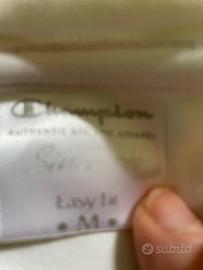 Champion
AUTHENTIC ATHLETIC APPAREL
Easy Fit
M
subito